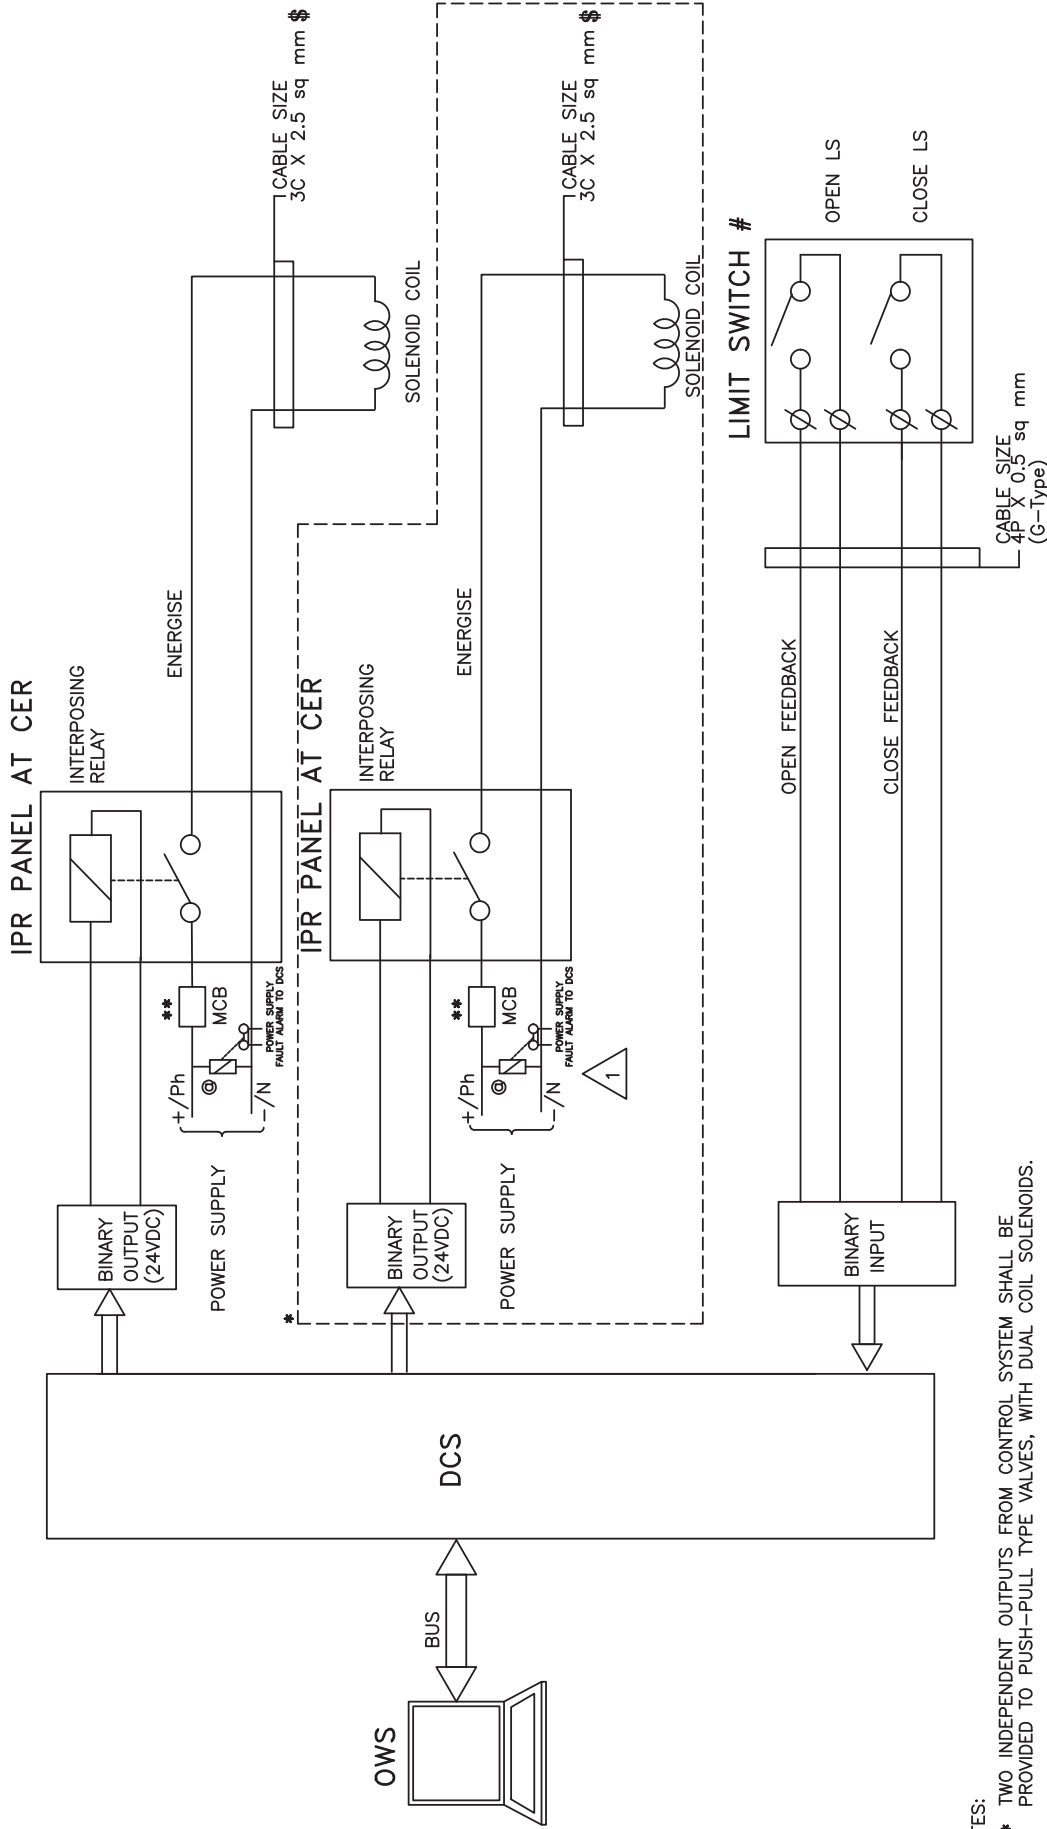 IPR PANEL AT CER
INTERPOSING
RELAY
ENERGISE
CABLE SIZE
3C X 2.5 sq mm $
SOLENOID COIL
**
MCB
POWER SUPPLY
FAULT ALARM TO DCS
@
+/Ph
-/N
POWER SUPPLY
BINARY
OUTPUT
(24VDC)
*
IPR PANEL AT CER
INTERPOSING
RELAY
ENERGISE
CABLE SIZE
3C X 2.5 sq mm $
SOLENOID COIL
**
MCB
POWER SUPPLY
FAULT ALARM TO DCS
@
+/Ph
-/N
1
POWER SUPPLY
BINARY
OUTPUT
(24VDC)
OWS
BUS
DCS
LIMIT SWITCH #
OPEN LS
CLOSE LS
OPEN FEEDBACK
CLOSE FEEDBACK
CABLE SIZE
4P X 0.5 sq mm
(G-Type)
BINARY
INPUT
TES:
* TWO INDEPENDENT OUTPUTS FROM CONTROL SYSTEM SHALL BE
PROVIDED TO PUSH-PULL TYPE VALVES, WITH DUAL COIL SOLENOIDS.